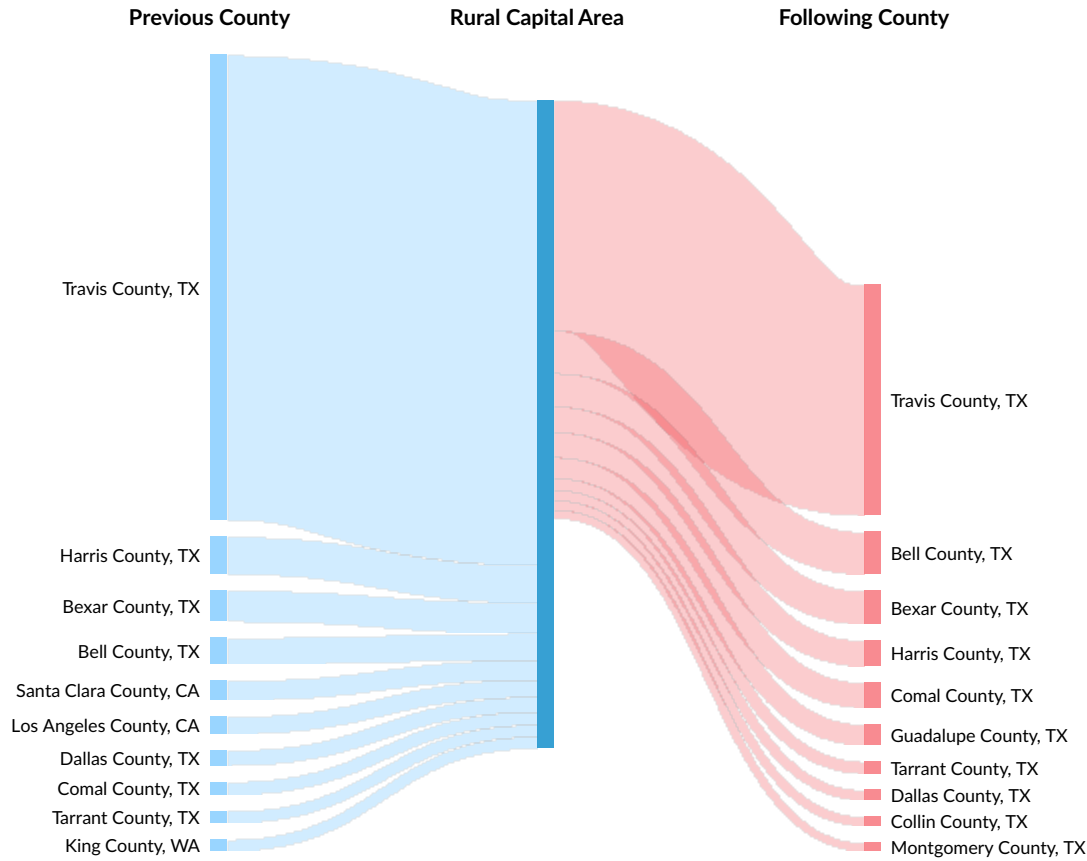 Previous County
Rural Capital Area
Following County
Travis County, TX
Harris County, TX
Bexar County, TX
Bell County, TX
Santa Clara County, CA
Los Angeles County, CA
Dallas County, TX
Comal County, TX
Tarrant County, TX
King County, WA
Travis County, TX
Bell County, TX
Bexar County, TX
Harris County, TX
Comal County, TX
Guadalupe County, TX
Tarrant County, TX
Dallas County, TX
Collin County, TX
Montgomery County, TX